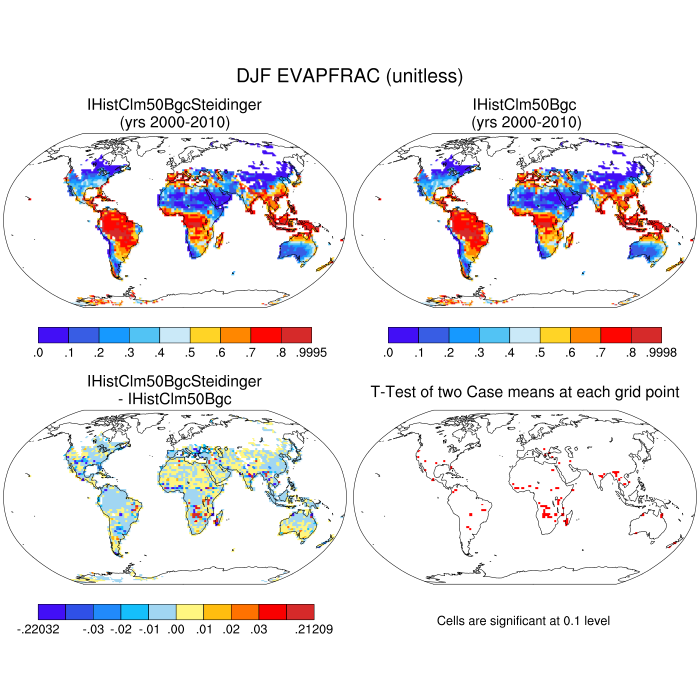 DJF EVAPFRAC (unitless)
IHistClm50BgcSteidinger
(yrs 2000-2010)
IHistClm50Bgc
(yrs 2000-2010)
.0 .1 .2 .4 .5 .6 .7 .8 .9995
.0 .1 .2 .4 .5 .6 .7 .8 .9998
IHistClm50BgcSteidinger
- IHistClm50Bgc
T-Test of two Case means at each grid point
-.22032 -.03 -.02 -.01 .00 .01 .02 .03 .21209
Cells are significant at 0.1 level